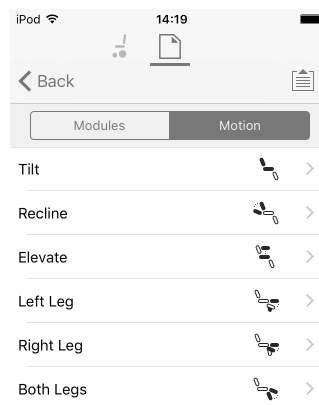 iPod 14:19
Back
Modules Motion
Tilt
Recline
Elevate
Left Leg
Right Leg
Both Legs